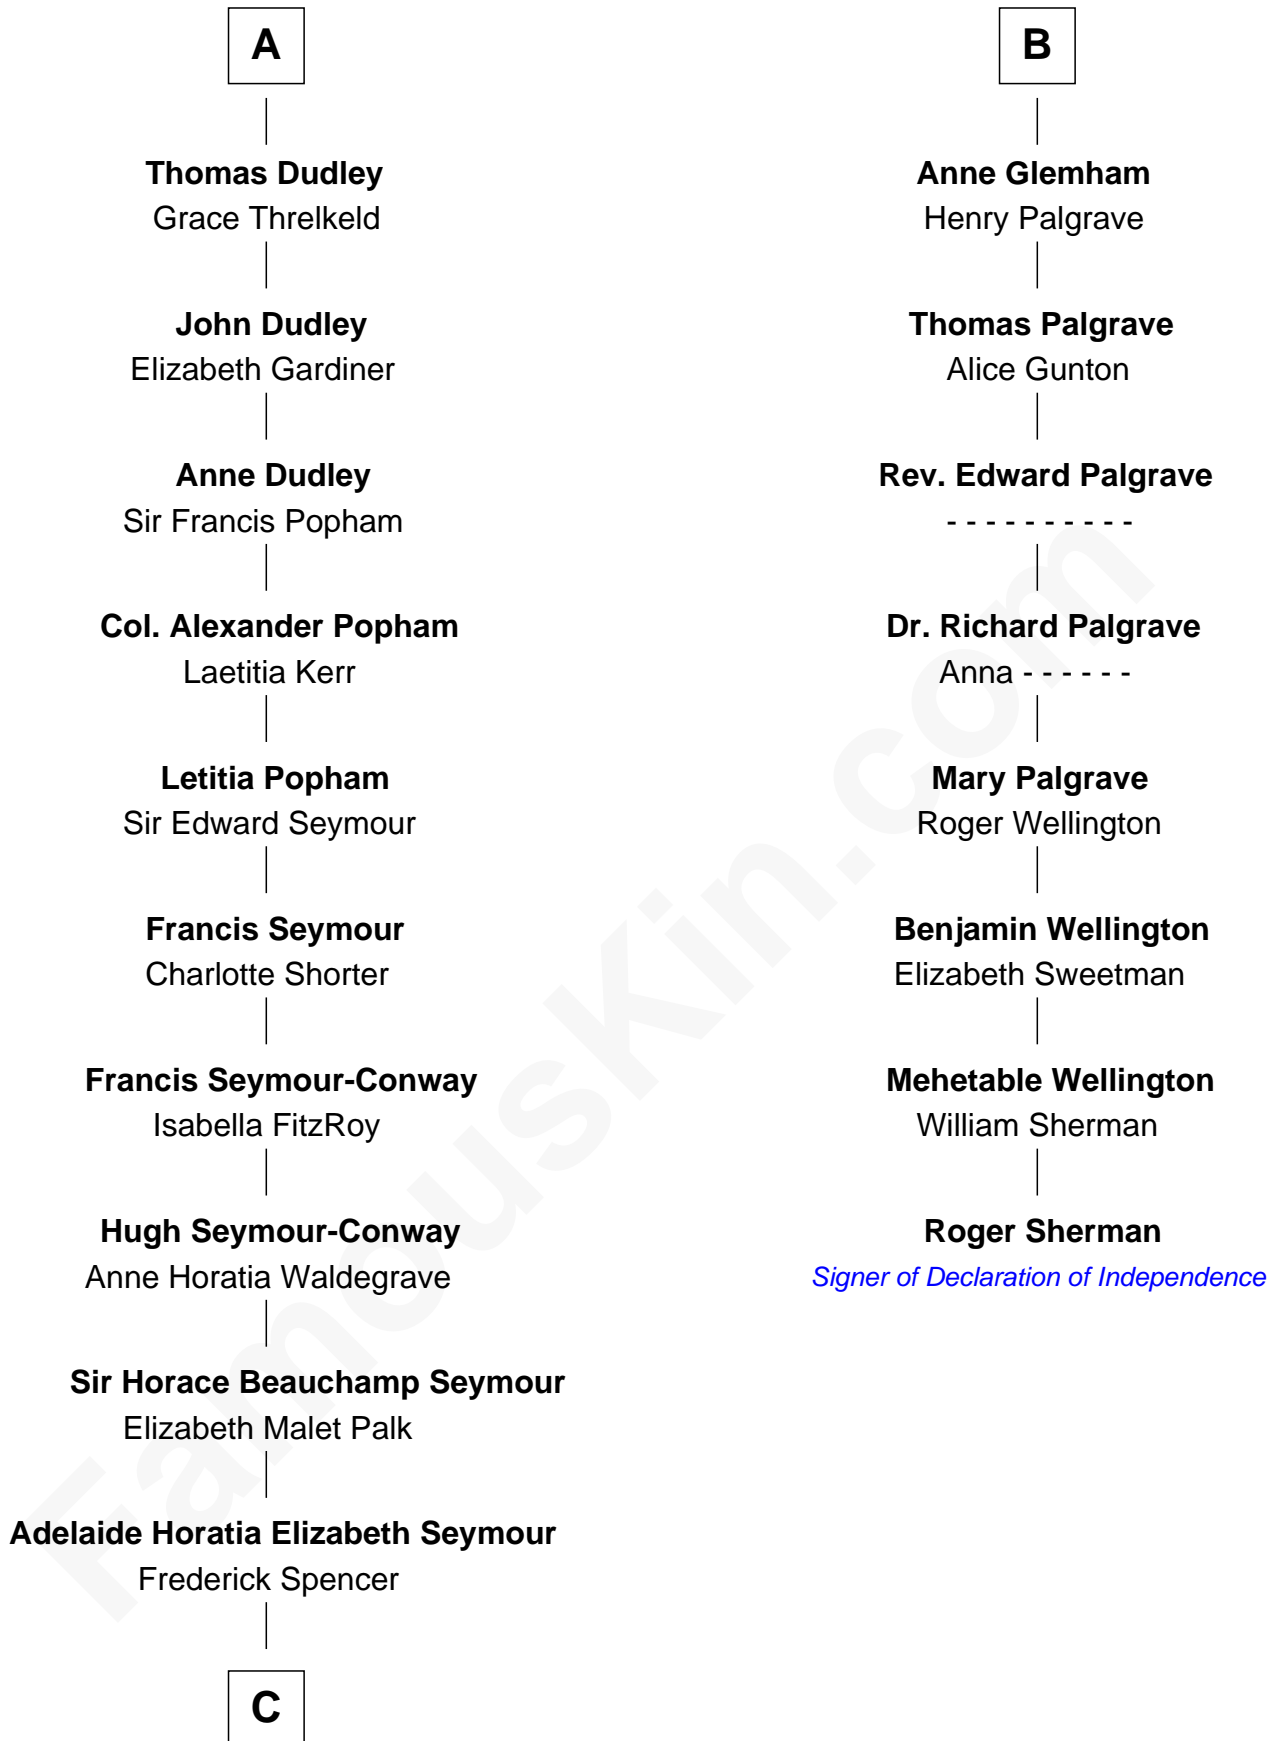 A
Thomas Dudley
Grace Threlkeld
John Dudley
Elizabeth Gardiner
Anne Dudley
Sir Francis Popham
Col. Alexander Popham
Laetitia Kerr
Letitia Popham
Sir Edward Seymour
Francis Seymour
Charlotte Shorter
Francis Seymour-Conway
Isabella FitzRoy
Hugh Seymour-Conway
Anne Horatia Waldegrave
Sir Horace Beauchamp Seymour
Elizabeth Malet Palk
Adelaide Horatia Elizabeth Seymour
Frederick Spencer
C
B
Anne Glemham
Henry Palgrave
Thomas Palgrave
Alice Gunton
Rev. Edward Palgrave
- - - - - - - - - -
Dr. Richard Palgrave
Anna - - - - - -
Mary Palgrave
Roger Wellington
Benjamin Wellington
Elizabeth Sweetman
Mehetable Wellington
William Sherman
Roger Sherman
Signer of Declaration of Independence
FamousKin.com